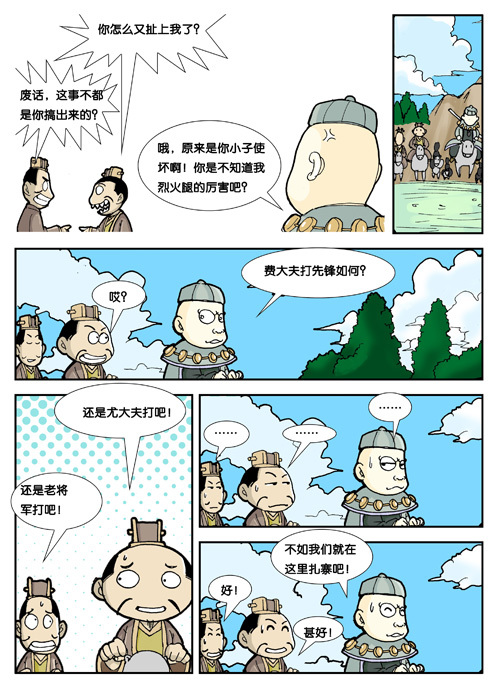 你怎么又扯上我了？
废话，这事不都
是你搞出来的？
哦，原来是你小子使
坏啊！你是不知道我
烈火腿的厉害吧？
费大夫打先锋如何？
哎？
还是尤大夫打吧！
还是老将
军打吧！
……
……
……
不如我们就在
这里扎寨吧！
好！
甚好！